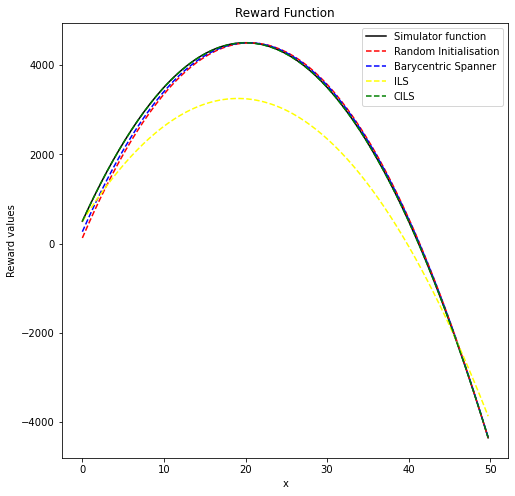 Reward Function
Simulator function
Random Initialisation
Barycentric Spanner
ILS
CILS
Reward values
4000
2000
0
−2000
−4000
0 10 20 30 40 50
x